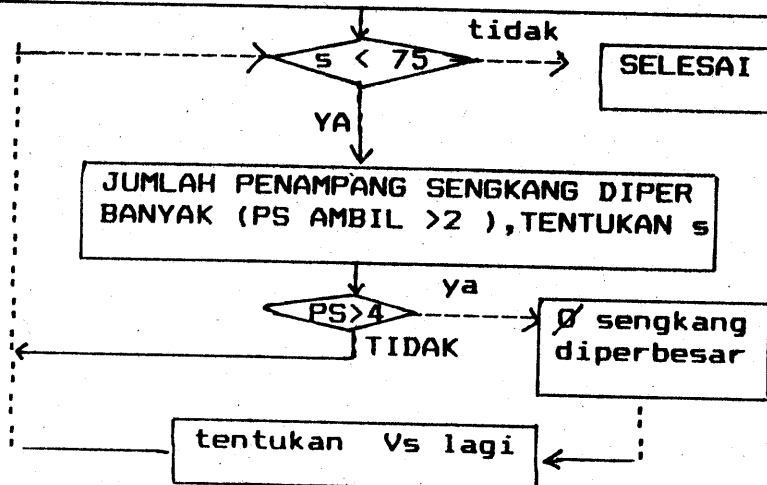 tidak
s < 75
SELESAI
YA
JUMLAH PENAMPANG SENGKANG DIPER
BANYAK (PS AMBIL >2 ),TENTUKAN s
ya
PS>4
Ø sengkang
diperbesar
TIDAK
tentukan Vs lagi